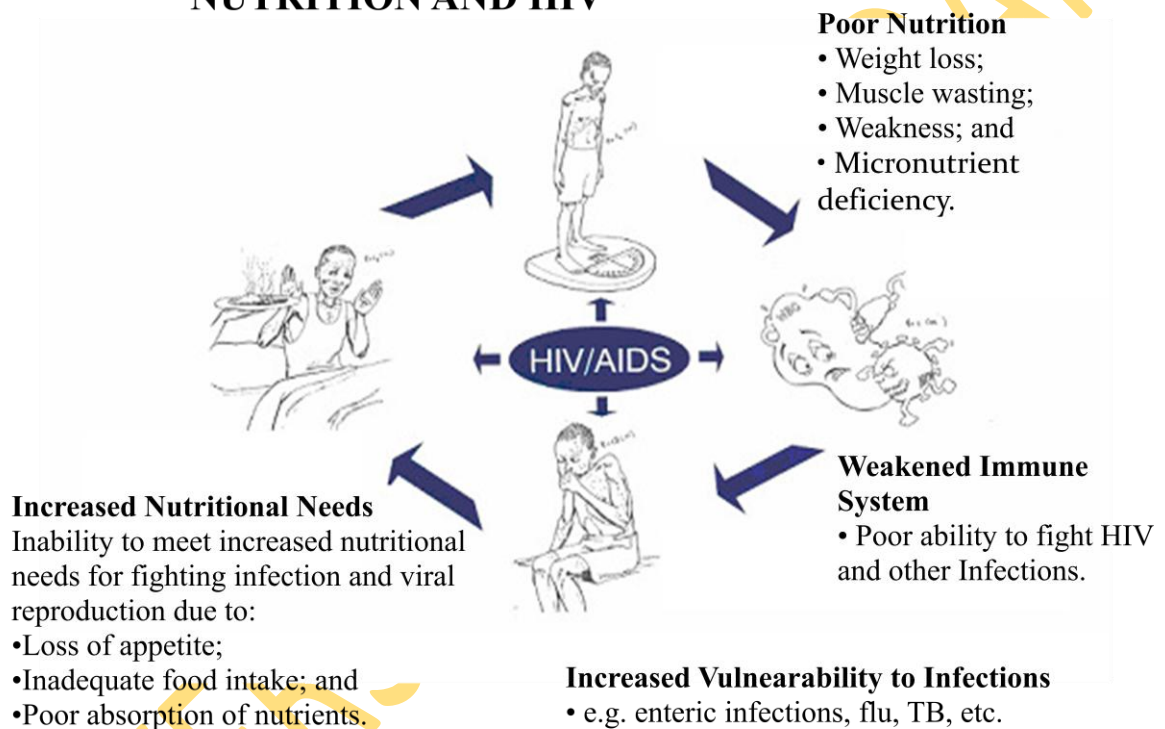 NUTRITION AND HIV
Poor Nutrition
• Weight loss;
• Muscle wasting;
• Weakness; and
• Micronutrient
deficiency.
HIV/AIDS
Weakened Immune
System
• Poor ability to fight HIV
and other Infections.
Increased Nutritional Needs
Inability to meet increased nutritional
needs for fighting infection and viral
reproduction due to:
•Loss of appetite;
•Inadequate food intake; and
•Poor absorption of nutrients.
Increased Vulnearability to Infections
• e.g. enteric infections, flu, TB, etc.